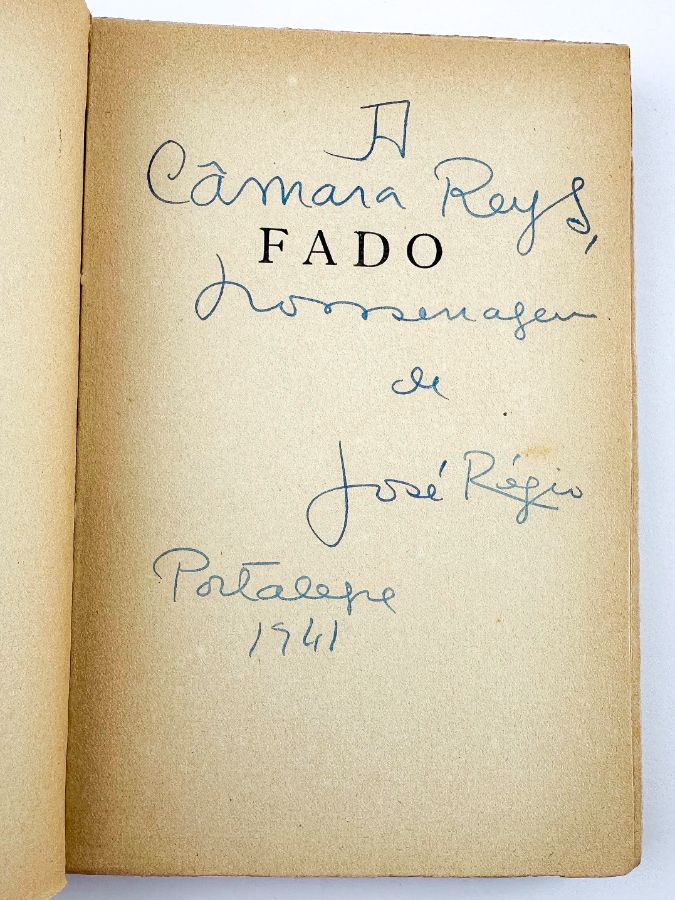 A
Câmara Reys,
FADO
homenagem
de
José Régio
Portalegre
1941